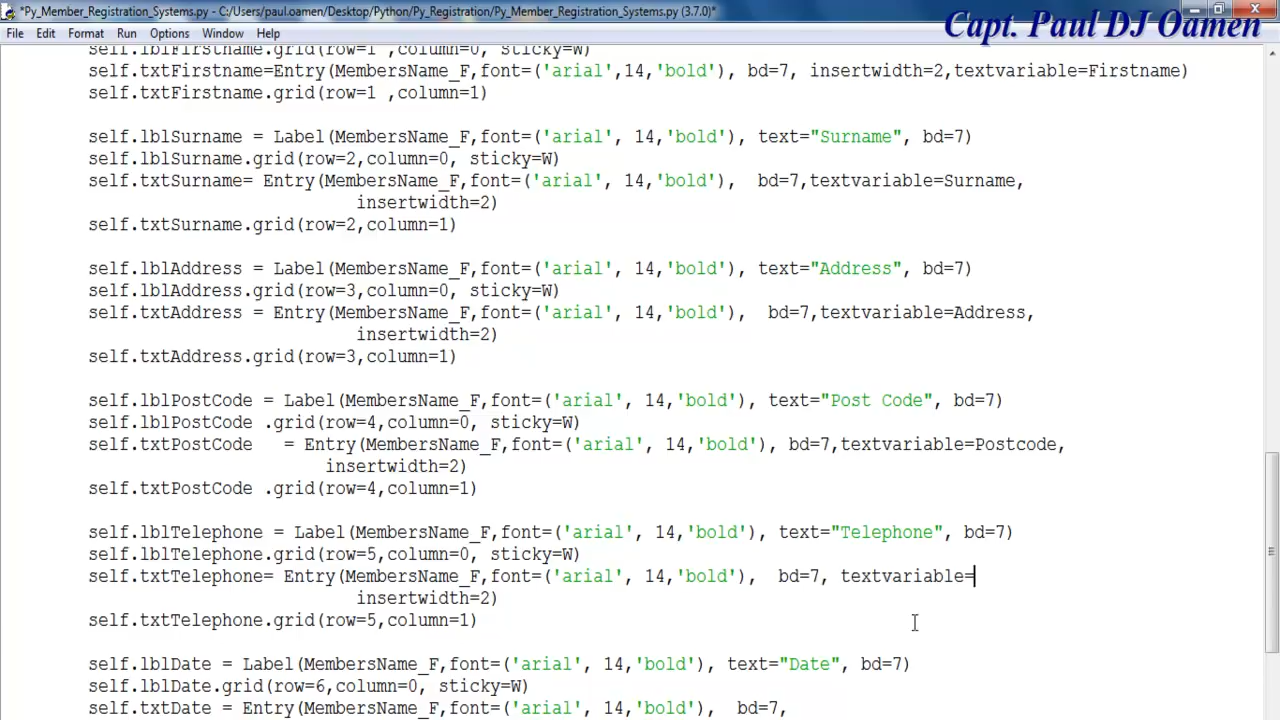 *Py_Member_Registration_Systems.py - C:/Users/paul.oamen/Desktop/Python/Py_Registration/Py_Member_Registration_Systems.py (3.7.0)*
Capt. Paul DJ Oamen
File Edit Format Run Options Window Help
self.lblFirstname.grid(row=1 ,column=0, sticky=W)
self.txtFirstname=Entry(MembersName_F,font=('arial',14,'bold'), bd=7, insertwidth=2,textvariable=Firstname)
self.txtFirstname.grid(row=1 ,column=1)
self.lblSurname = Label(MembersName_F,font=('arial', 14,'bold'), text="Surname", bd=7)
self.lblSurname.grid(row=2,column=0, sticky=W)
self.txtSurname= Entry(MembersName_F,font=('arial', 14,'bold'),  bd=7,textvariable=Surname,
insertwidth=2)
self.txtSurname.grid(row=2,column=1)
self.lblAddress = Label(MembersName_F,font=('arial', 14,'bold'), text="Address", bd=7)
self.lblAddress.grid(row=3,column=0, sticky=W)
self.txtAddress = Entry(MembersName_F,font=('arial', 14,'bold'),  bd=7,textvariable=Address,
insertwidth=2)
self.txtAddress.grid(row=3,column=1)
self.lblPostCode = Label(MembersName_F,font=('arial', 14,'bold'), text="Post Code", bd=7)
self.lblPostCode .grid(row=4,column=0, sticky=W)
self.txtPostCode   = Entry(MembersName_F,font=('arial', 14,'bold'), bd=7,textvariable=Postcode,
insertwidth=2)
self.txtPostCode .grid(row=4,column=1)
self.lblTelephone = Label(MembersName_F,font=('arial', 14,'bold'), text="Telephone", bd=7)
self.lblTelephone.grid(row=5,column=0, sticky=W)
self.txtTelephone= Entry(MembersName_F,font=('arial', 14,'bold'),  bd=7, textvariable=
insertwidth=2)
self.txtTelephone.grid(row=5,column=1)
self.lblDate = Label(MembersName_F,font=('arial', 14,'bold'), text="Date", bd=7)
self.lblDate.grid(row=6,column=0, sticky=W)
self.txtDate = Entry(MembersName_F,font=('arial', 14,'bold'),  bd=7,